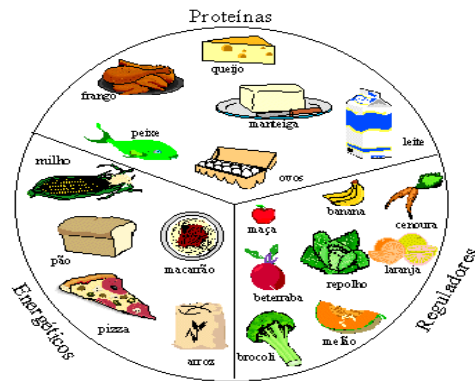 Proteínas
queijo
frango
manteiga
leite
peixe
ovos
milho
pão
macarrão
pizza
arroz
Energéticos
banana
cenoura
maça
laranja
repolho
beterraba
melão
brocoli
Reguladores